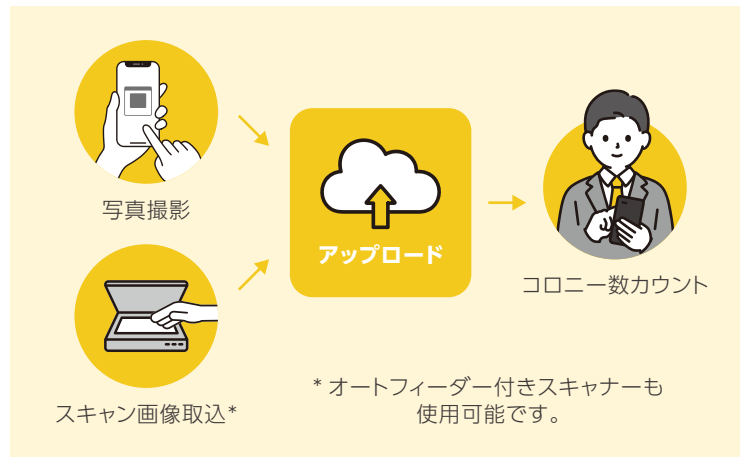 写真撮影
アップロード
コロニー数カウント
スキャン画像取込*
* オートフィーダー付きスキャナーも
使用可能です。